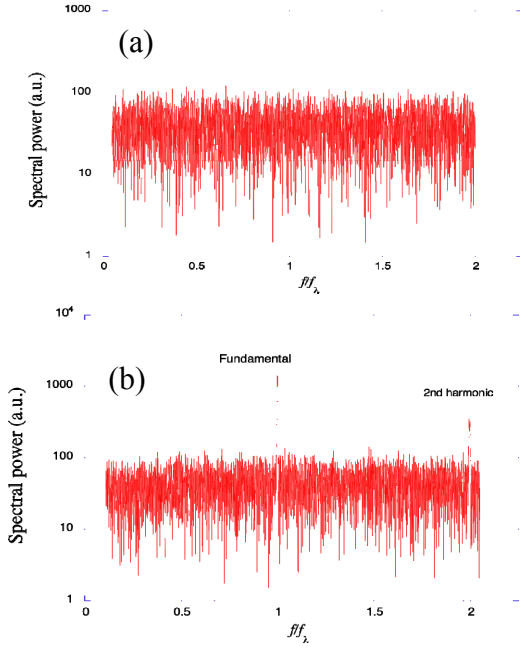 1000
(a)
100
Spectral power (a.u.)
10
1
0 0.5 1 1.5 2
f/fλ
10⁴
Fundamental
(b)
1000
2nd harmonic
Spectral power (a.u.)
100
10
1
0 0.5 1 1.5 2
f/fλ